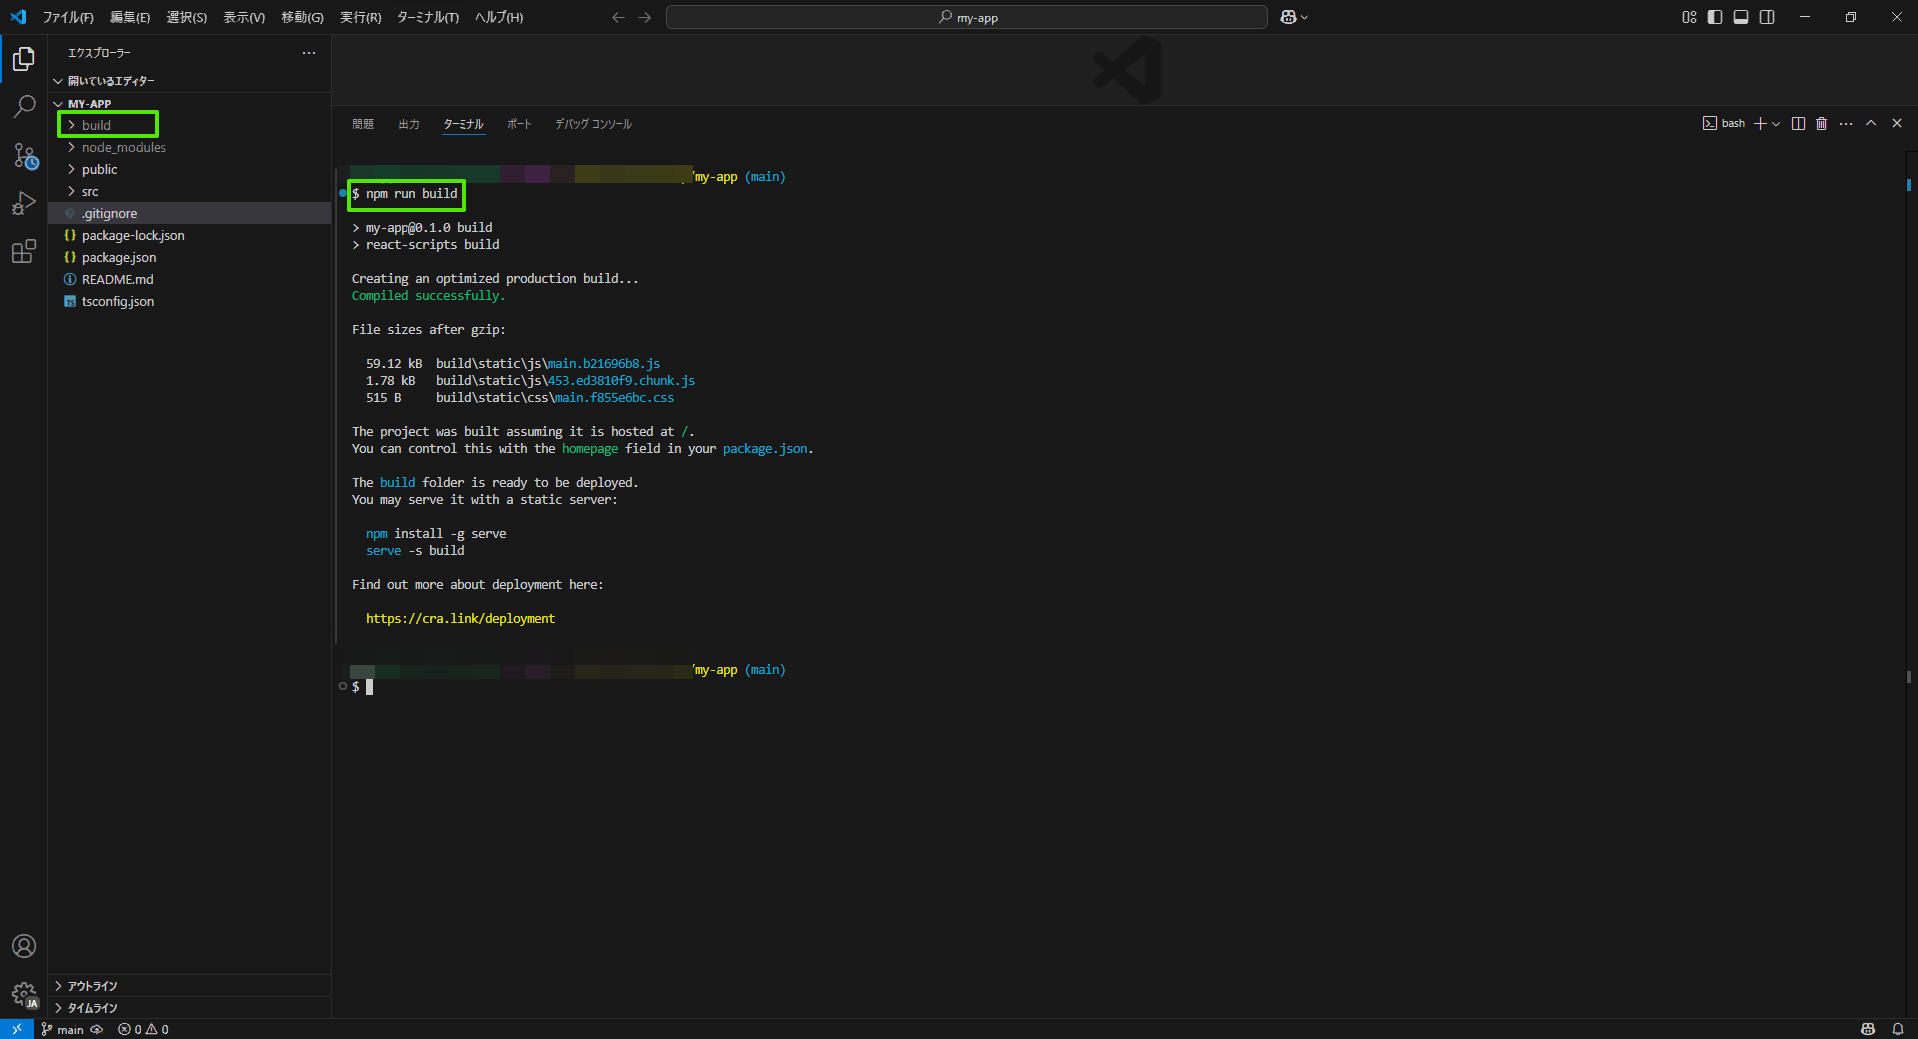 ファイル(F) 編集(E) 選択(S) 表示(V) 移動(G) 実行(R) ターミナル(T) ヘルプ(H)
my-app
エクスプローラー
開いているエディター
MY-APP
build
node_modules
public
src
.gitignore
package-lock.json
package.json
README.md
tsconfig.json
アウトライン
タイムライン
問題 出力 ターミナル ポート デバッグ コンソール
bash
/my-app (main)
$ npm run build
> my-app@0.1.0 build
> react-scripts build
Creating an optimized production build...
Compiled successfully.
File sizes after gzip:
59.12 kB build\static\js\main.b21696b8.js
1.78 kB build\static\js\453.ed3810f9.chunk.js
515 B build\static\css\main.f855e6bc.css
The project was built assuming it is hosted at /.
You can control this with the homepage field in your package.json.
The build folder is ready to be deployed.
You may serve it with a static server:
npm install -g serve
serve -s build
Find out more about deployment here:
https://cra.link/deployment
/my-app (main)
$
JA
main 0 0